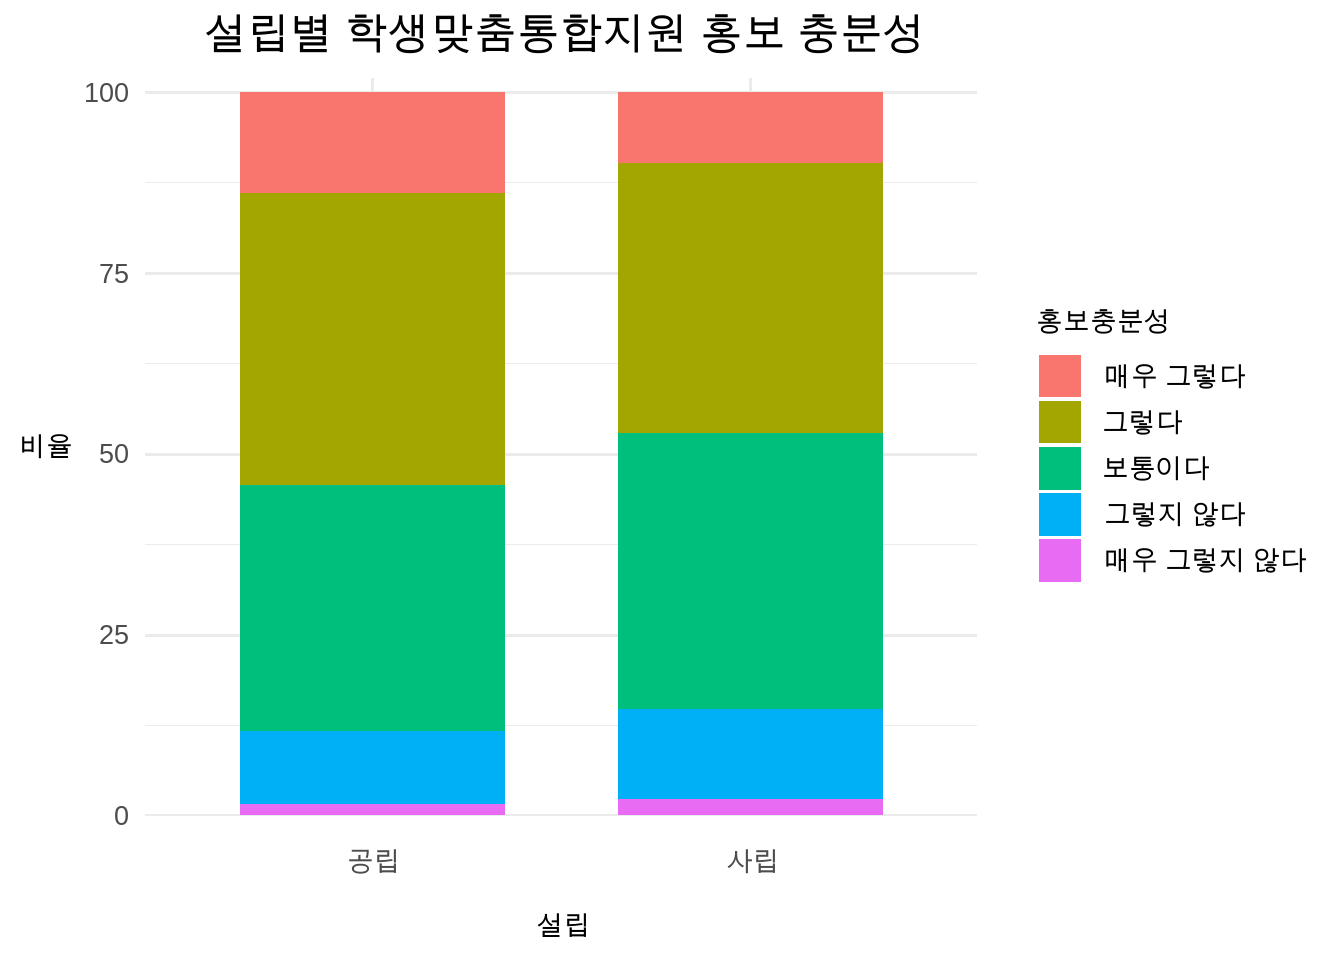 설립별 학생맞춤통합지원 홍보 충분성
100
75
50
25
0
비율
공립
사립
설립
홍보충분성
매우 그렇다
그렇다
보통이다
그렇지 않다
매우 그렇지 않다